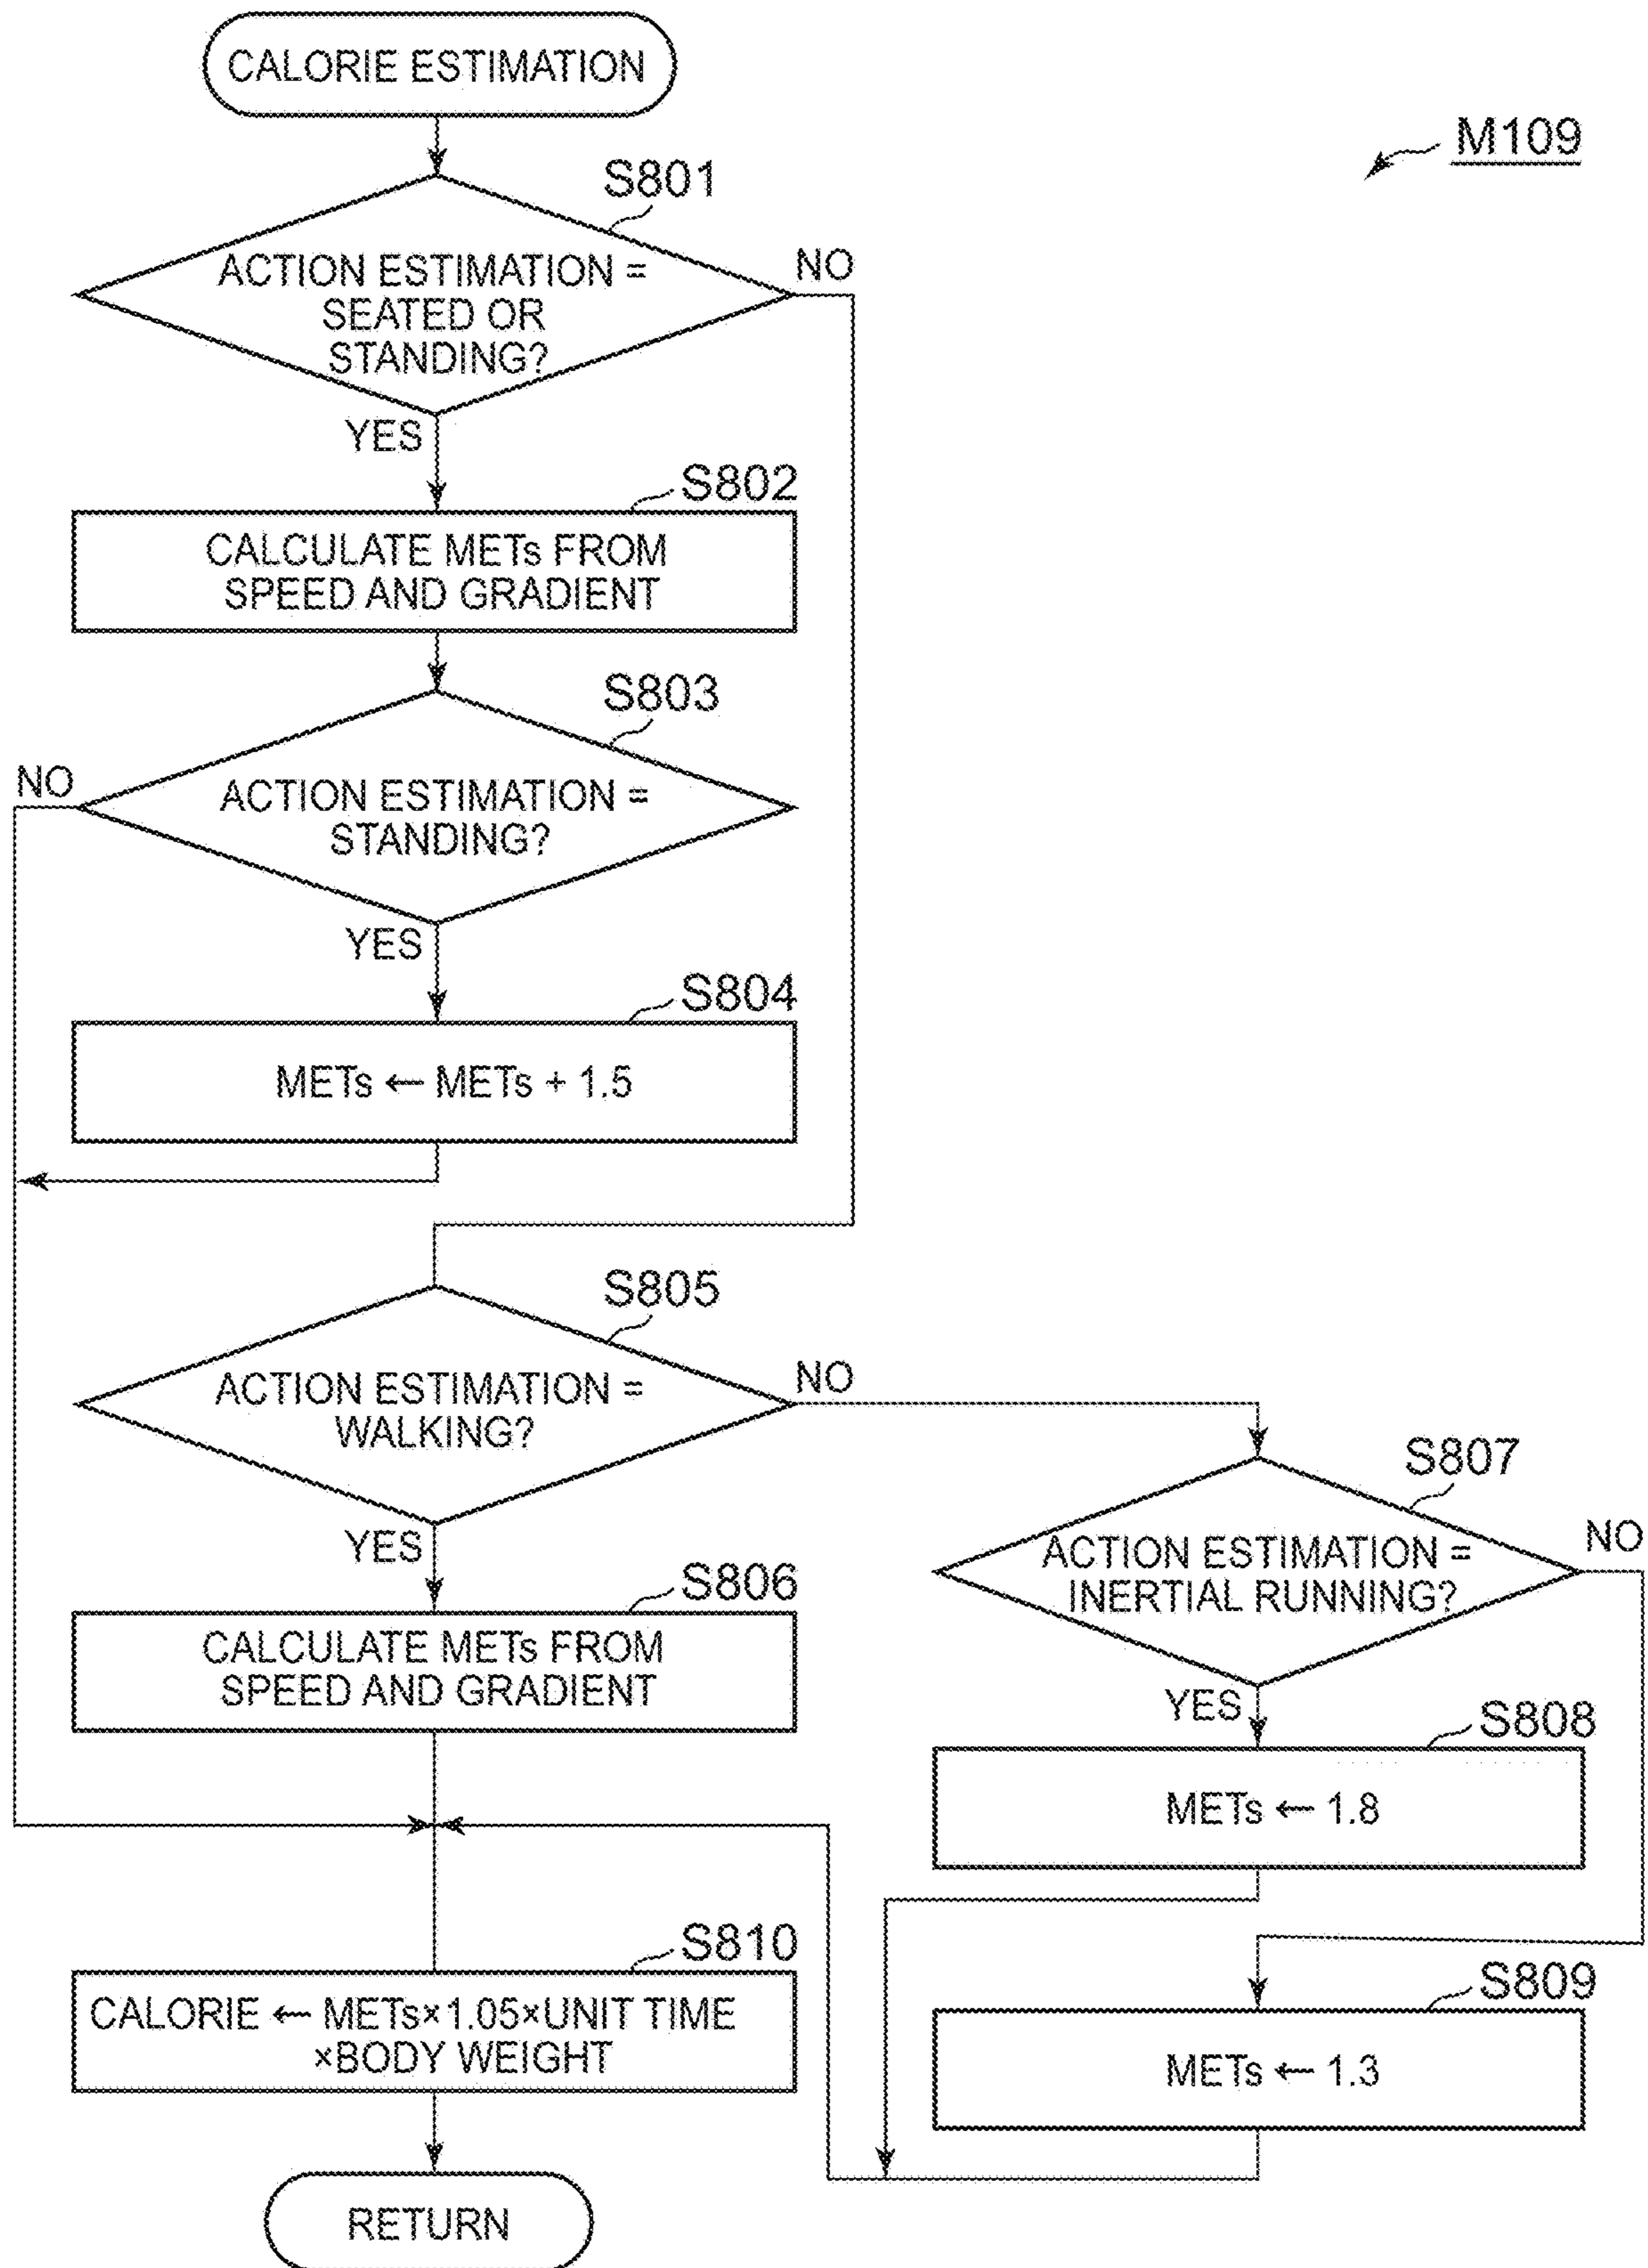 CALORIE ESTIMATION
M109
S801
ACTION ESTIMATION =
SEATED OR
STANDING?
NO
YES
S802
CALCULATE METs FROM
SPEED AND GRADIENT
S803
NO
ACTION ESTIMATION =
STANDING?
YES
S804
METs ← METs + 1.5
S805
ACTION ESTIMATION =
WALKING?
NO
YES
S806
CALCULATE METs FROM
SPEED AND GRADIENT
S807
ACTION ESTIMATION =
INERTIAL RUNNING?
NO
YES
S808
METs ← 1.8
S809
METs ← 1.3
S810
CALORIE ← METs×1.05×UNIT TIME
×BODY WEIGHT
RETURN